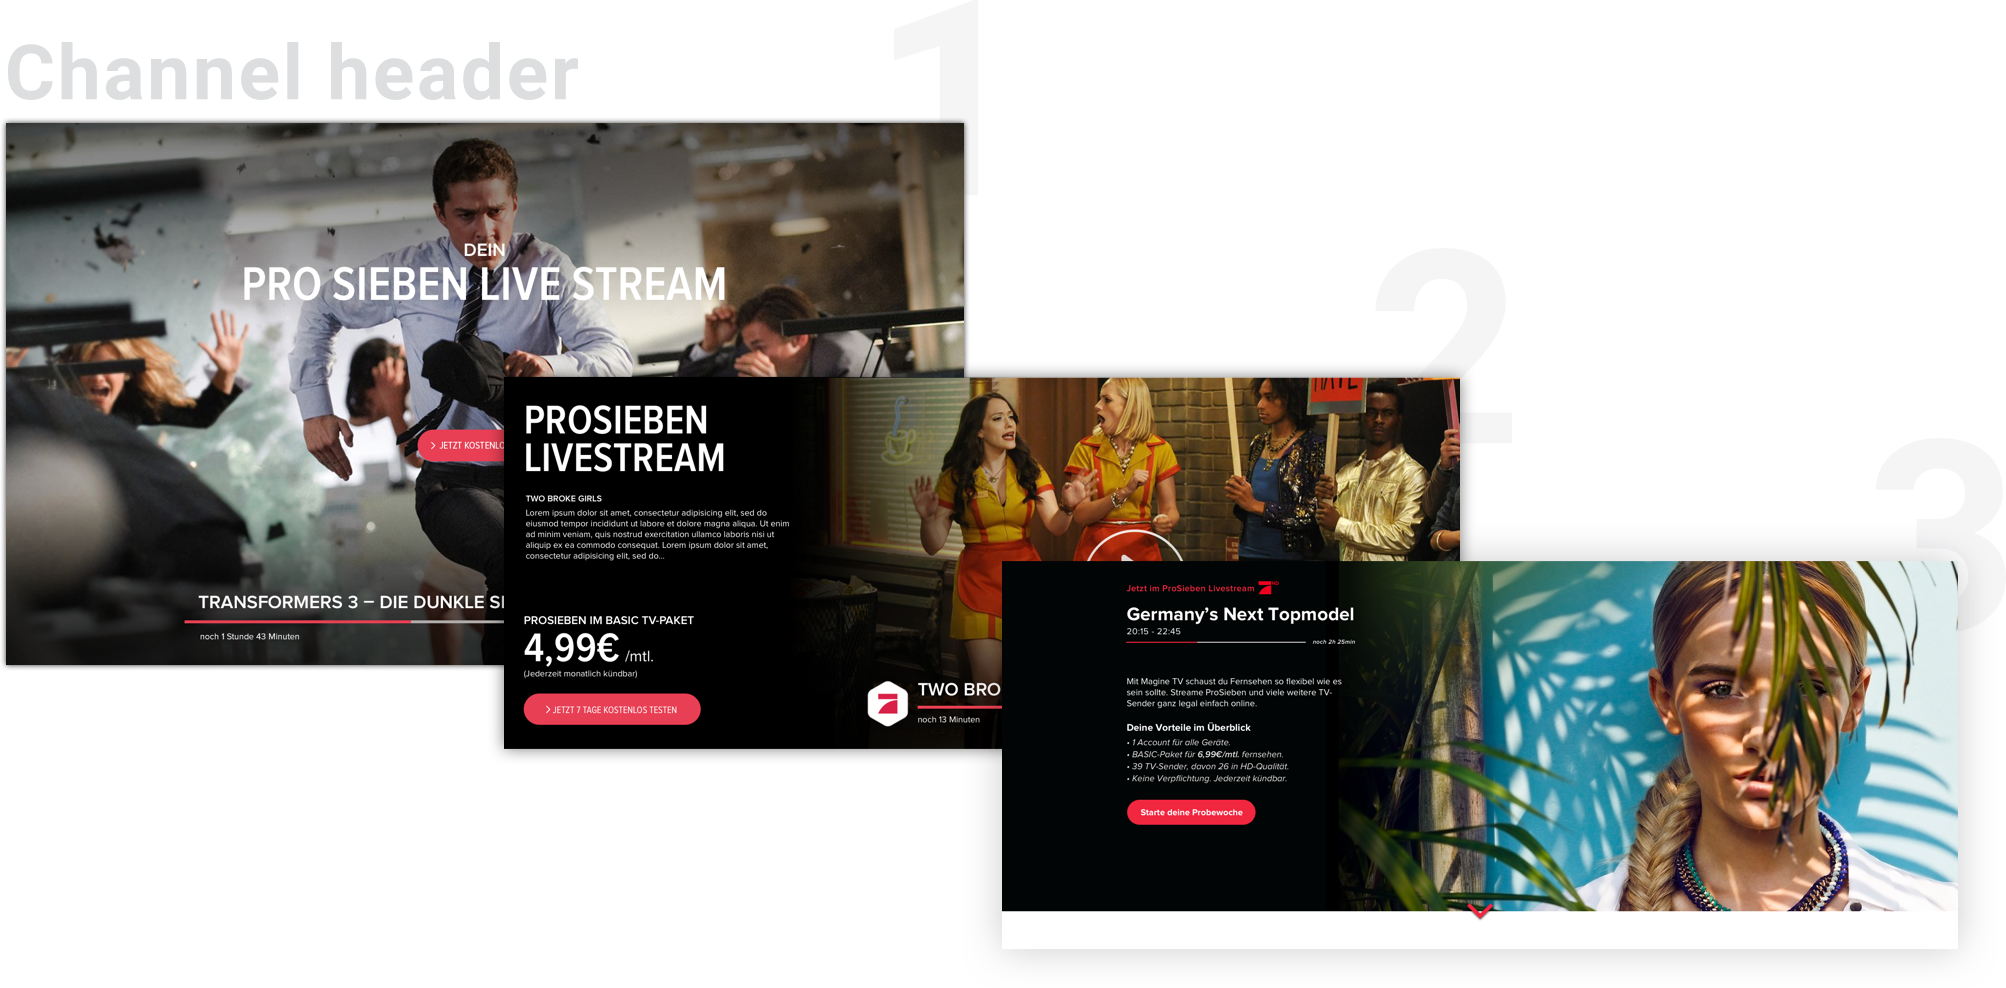 Channel header
1
DEIN
PRO SIEBEN LIVE STREAM
JETZT KOSTENLO
TRANSFORMERS 3 – DIE DUNKLE
noch 1 Stunde 43 Minuten
2
HATE
PROSIEBEN
LIVESTREAM
TWO BROKE GIRLS
Lorem ipsum dolor sit amet, consectetur adipisicing elit, sed do
eiusmod tempor incididunt ut labore et dolore magna aliqua. Ut enim
ad minim veniam, quis nostrud exercitation ullamco laboris nisi ut
aliquip ex ea commodo consequat. Lorem ipsum dolor sit amet,
consectetur adipisicing elit, sed do...
PROSIEBEN IM BASIC TV-PAKET
4,99€ /mtl.
(Jederzeit monatlich kündbar)
JETZT 7 TAGE KOSTENLOS TESTEN
7
TWO BRO
noch 13 Minuten
3
Jetzt im ProSieben Livestream 7 HD
Germany’s Next Topmodel
20:15 - 22:45
noch 2h 25min
Mit Magine TV schaust du Fernsehen so flexibel wie es
sein sollte. Streame ProSieben und viele weitere TV-
Sender ganz legal einfach online.
Deine Vorteile im Überblick
• 1 Account für alle Geräte.
• BASIC-Paket für 6,99€/mtl. fernsehen.
• 39 TV-Sender, davon 26 in HD-Qualität.
• Keine Verpflichtung. Jederzeit kündbar.
Starte deine Probewoche